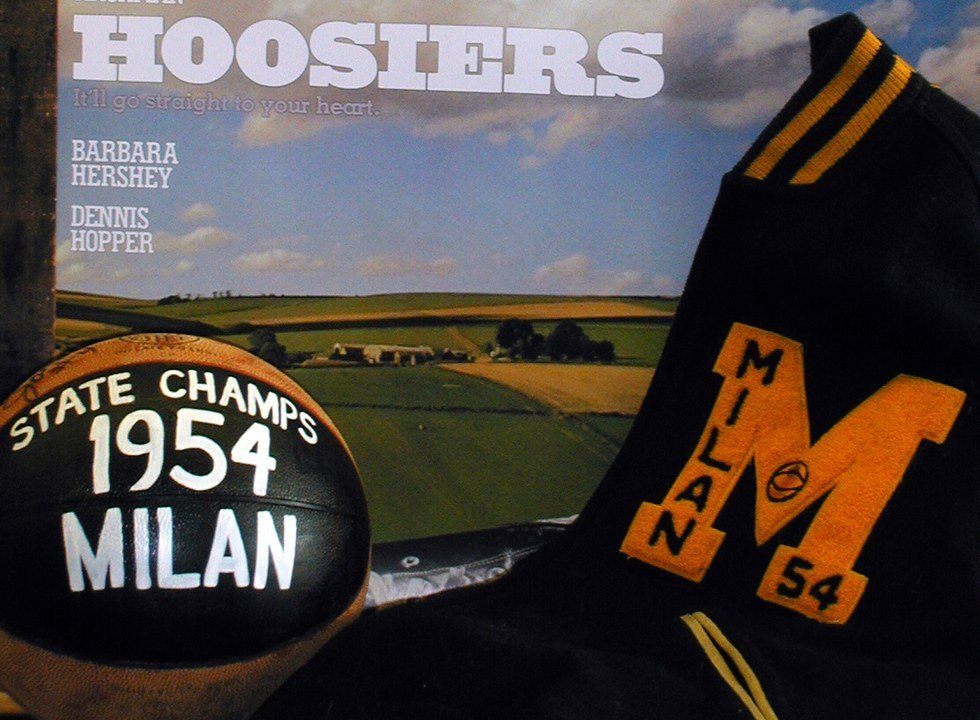 HOOSIERS
It'll go straight to your heart.
BARBARA
HERSHEY
DENNIS
HOPPER
STATE CHAMPS
1954
MILAN
MILAN
54